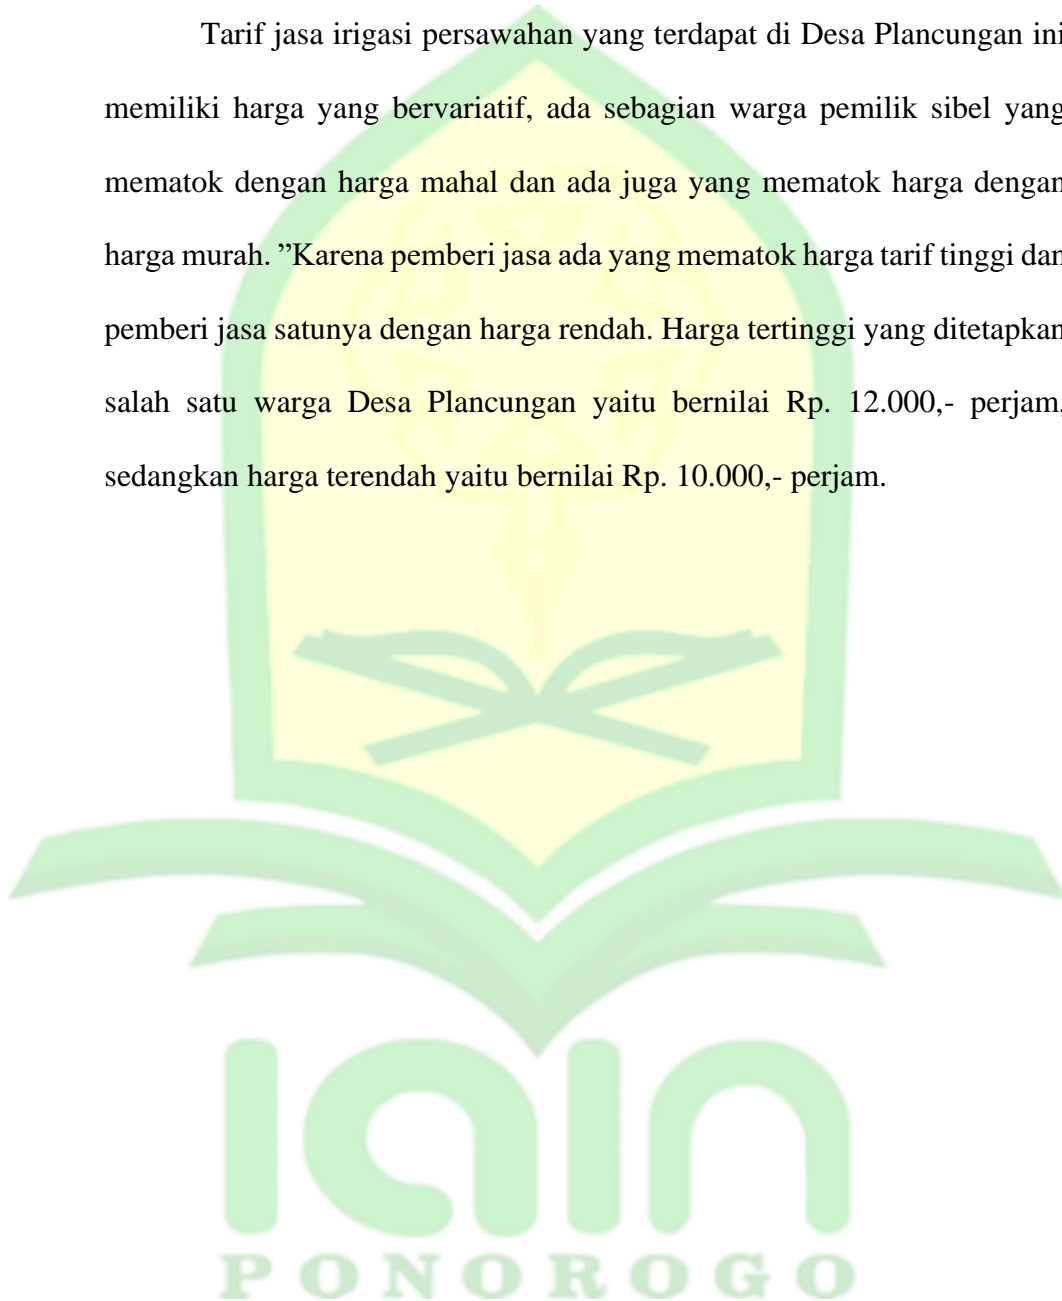 Tarif jasa irigasi persawahan yang terdapat di Desa Plancungan ini
memiliki harga yang bervariatif, ada sebagian warga pemilik sibel yang
mematok dengan harga mahal dan ada juga yang mematok harga dengan
harga murah. ”Karena pemberi jasa ada yang mematok harga tarif tinggi dan
pemberi jasa satunya dengan harga rendah. Harga tertinggi yang ditetapkan
salah satu warga Desa Plancungan yaitu bernilai Rp. 12.000,- perjam,
sedangkan harga terendah yaitu bernilai Rp. 10.000,- perjam.
iain
PONOROGO